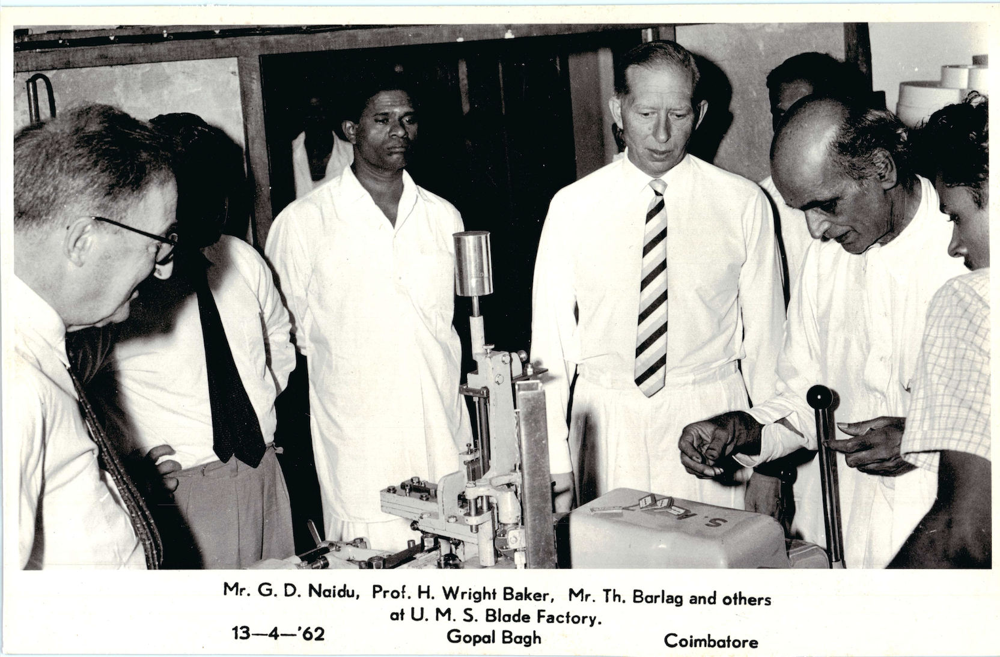 Mr. G. D. Naidu, Prof. H. Wright Baker, Mr. Th. Barlag and others
at U. M. S. Blade Factory.
13—4—'62 Gopal Bagh Coimbatore